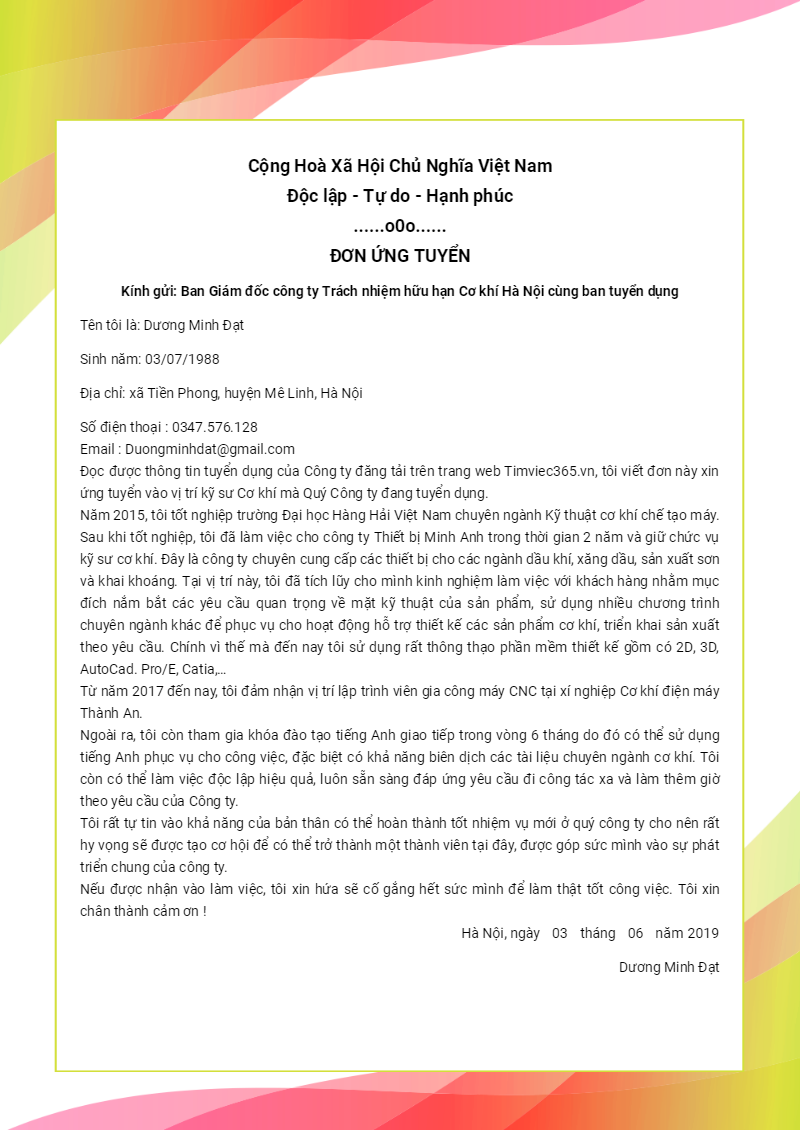 Cộng Hoà Xã Hội Chủ Nghĩa Việt Nam
Độc lập - Tự do - Hạnh phúc
......o0o......
ĐƠN ỨNG TUYỂN
Kính gửi: Ban Giám đốc công ty Trách nhiệm hữu hạn Cơ khí Hà Nội cùng ban tuyển dụng
Tên tôi là: Dương Minh Đạt
Sinh năm: 03/07/1988
Địa chỉ: xã Tiền Phong, huyện Mê Linh, Hà Nội
Số điện thoại : 0347.576.128
Email : Duongminhdat@gmail.com
Đọc được thông tin tuyển dụng của Công ty đăng tải trên trang web Timviec365.vn, tôi viết đơn này xin
ứng tuyển vào vị trí kỹ sư Cơ khí mà Quý Công ty đang tuyển dụng.
Năm 2015, tôi tốt nghiệp trường Đại học Hàng Hải Việt Nam chuyên ngành Kỹ thuật cơ khí chế tạo máy.
Sau khi tốt nghiệp, tôi đã làm việc cho công ty Thiết bị Minh Anh trong thời gian 2 năm và giữ chức vụ
kỹ sư cơ khí. Đây là công ty chuyên cung cấp các thiết bị cho các ngành dầu khí, xăng dầu, sản xuất sơn
và khai khoáng. Tại vị trí này, tôi đã tích lũy cho mình kinh nghiệm làm việc với khách hàng nhằm mục
đích nắm bắt các yêu cầu quan trọng về mặt kỹ thuật của sản phẩm, sử dụng nhiều chương trình
chuyên ngành khác để phục vụ cho hoạt động hỗ trợ thiết kế các sản phẩm cơ khí, triển khai sản xuất
theo yêu cầu. Chính vì thế mà đến nay tôi sử dụng rất thông thạo phần mềm thiết kế gồm có 2D, 3D,
AutoCad. Pro/E, Catia,…
Từ năm 2017 đến nay, tôi đảm nhận vị trí lập trình viên gia công máy CNC tại xí nghiệp Cơ khí điện máy
Thành An.
Ngoài ra, tôi còn tham gia khóa đào tạo tiếng Anh giao tiếp trong vòng 6 tháng do đó có thể sử dụng
tiếng Anh phục vụ cho công việc, đặc biệt có khả năng biên dịch các tài liệu chuyên ngành cơ khí. Tôi
còn có thể làm việc độc lập hiệu quả, luôn sẵn sàng đáp ứng yêu cầu đi công tác xa và làm thêm giờ
theo yêu cầu của Công ty.
Tôi rất tự tin vào khả năng của bản thân có thể hoàn thành tốt nhiệm vụ mới ở quý công ty cho nên rất
hy vọng sẽ được tạo cơ hội để có thể trở thành một thành viên tại đây, được góp sức mình vào sự phát
triển chung của công ty.
Nếu được nhận vào làm việc, tôi xin hứa sẽ cố gắng hết sức mình để làm thật tốt công việc. Tôi xin
chân thành cảm ơn !
Hà Nội, ngày 03 tháng 06 năm 2019
Dương Minh Đạt